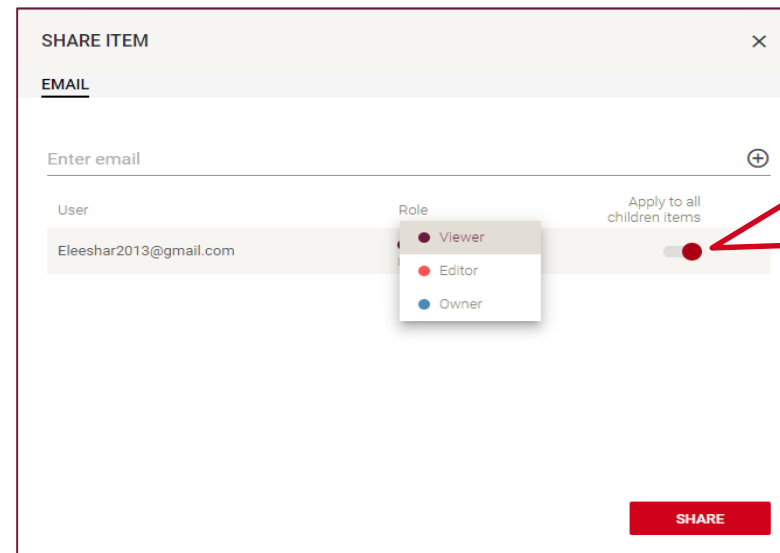 SHARE ITEM
EMAIL
Enter email
User
Role
Apply to all
children items
Eleeshar2013@gmail.com
Viewer
Editor
Owner
SHARE